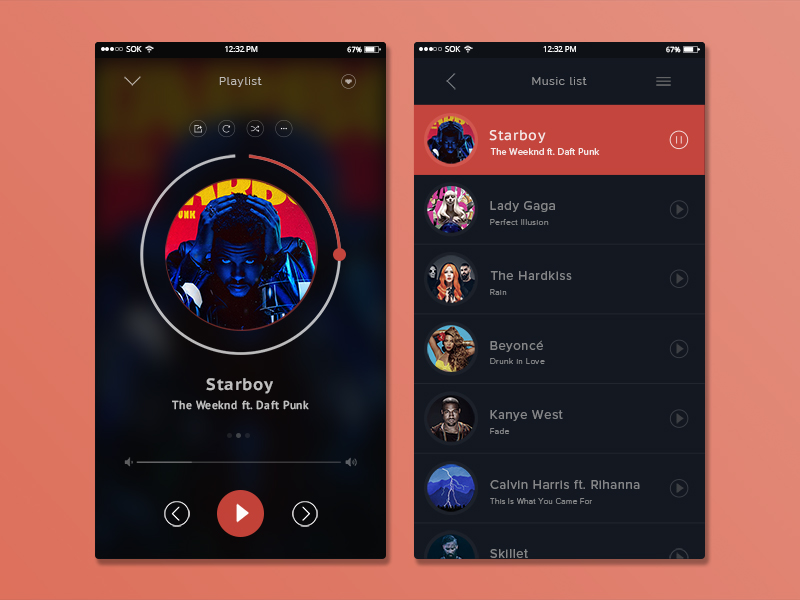 SOK
12:32 PM
67%
Playlist
UNK
Starboy
The Weeknd ft. Daft Punk
SOK
12:32 PM
67%
Music list
Starboy
The Weeknd ft. Daft Punk
Lady Gaga
Perfect Illusion
The Hardkiss
Rain
Beyoncé
Drunk in Love
Kanye West
Fade
Calvin Harris ft. Rihanna
This Is What You Came For
Skillet